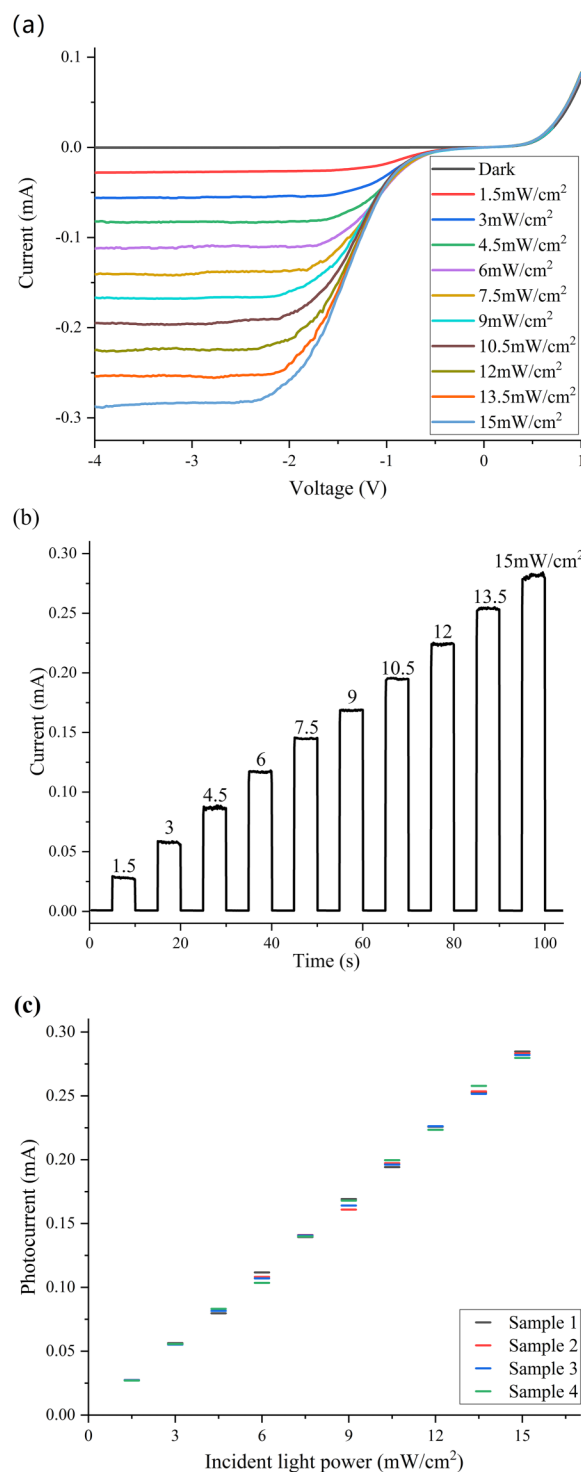 (a)
0.1
0.0
-0.1
-0.2
-0.3
Current (mA)
Dark
1.5mW/cm²
3mW/cm²
4.5mW/cm²
6mW/cm²
7.5mW/cm²
9mW/cm²
10.5mW/cm²
12mW/cm²
13.5mW/cm²
15mW/cm²
-4 -3 -2 -1 0 1
Voltage (V)
(b)
0.30
0.25
0.20
0.15
0.10
0.05
0.00
Current (mA)
1.5
3
4.5
6
7.5
9
10.5
12
13.5
15mW/cm²
0 20 40 60 80 100
Time (s)
(c)
0.30
0.25
0.20
0.15
0.10
0.05
0.00
Photocurrent (mA)
Sample 1
Sample 2
Sample 3
Sample 4
0 3 6 9 12 15
Incident light power (mW/cm²)